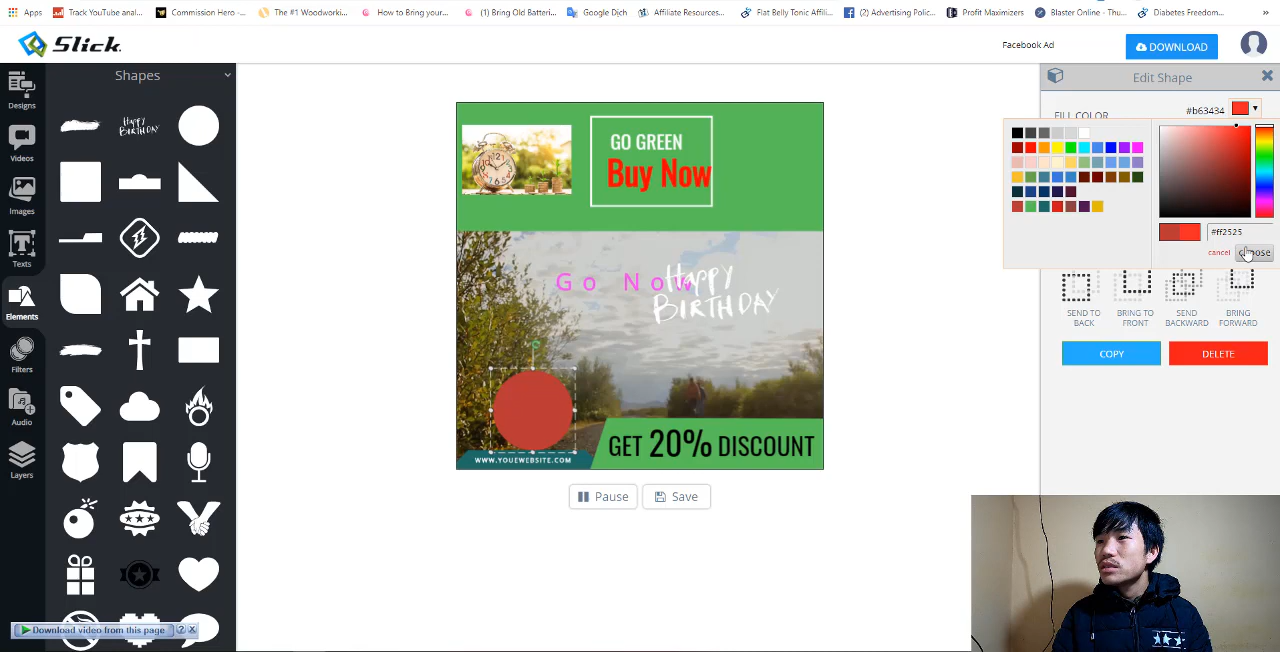 Apps
Track YouTube anal...
Commission Hero -...
The #1 Woodworki...
How to Bring your...
(1) Bring Old Batteri...
Google Dịch
Affiliate Resources...
Flat Belly Tonic Affili...
(2) Advertising Polic...
Profit Maximizers
Blaster Online - Thu...
Diabetes Freedom...
»
Slick
Facebook Ad
DOWNLOAD
Designs
Videos
Images
Texts
Elements
Filters
Audio
Layers
Shapes
HAPPY
BIRTHDAY
GO GREEN
Buy Now
Go Now
HAPPY
BIRTHDAY
GET 20% DISCOUNT
WWW.YOUEWEBSITE.COM
Pause
Save
Edit Shape
FILL COLOR
#b63434
#ff2525
cancel
SEND TO BACK
BRING TO FRONT
SEND BACKWARD
BRING FORWARD
COPY
DELETE
Download video from this page
?